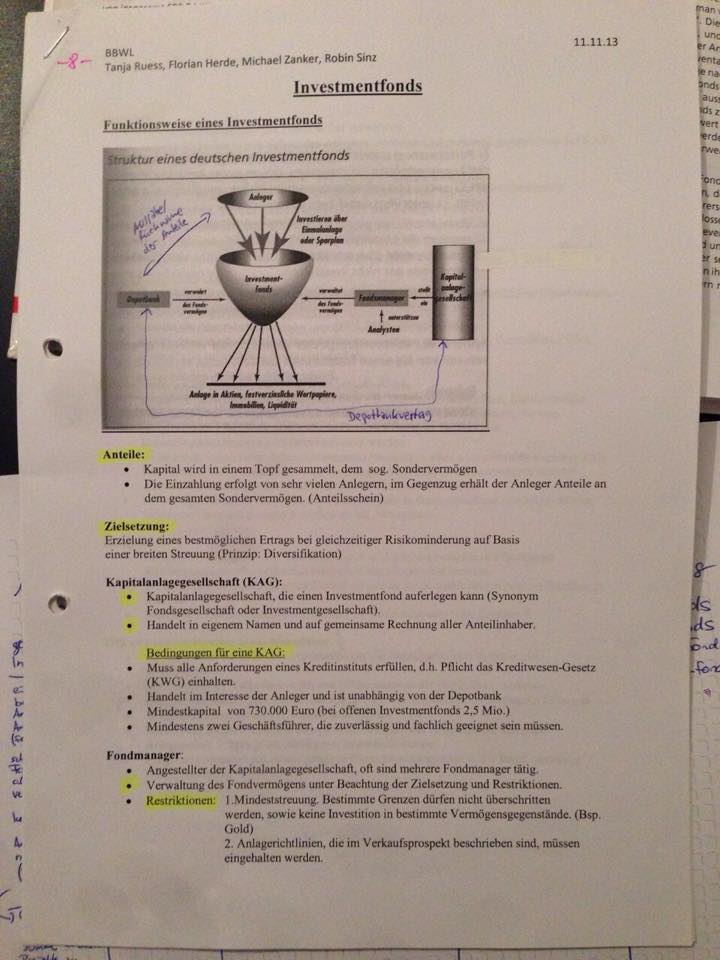 -8-
BBWL
11.11.13
Tanja Ruess, Florian Herde, Michael Zanker, Robin Sinz
Investmentfonds
Funktionsweise eines Investmentfonds
Struktur eines deutschen Investmentfonds
Anleger
Rücknahme
der Anteile
Investieren über
Einmalanlage
oder Sparplan
Investment-
fonds
Kapital-
anlage-
gesellschaft
Depotbank
verwahrt
das Fonds-
vermögen
verwaltet
das Fonds-
vermögen
Fondsmanager
stellt
ein
unterstützen
Analysten
Anlage in Aktien, festverzinsliche Wertpapiere,
Immobilien, Liquidität
Depotbankvertrag
Anteile:
• Kapital wird in einem Topf gesammelt, dem sog. Sondervermögen
• Die Einzahlung erfolgt von sehr vielen Anlegern, im Gegenzug erhält der Anleger Anteile an
dem gesamten Sondervermögen. (Anteilsschein)
Zielsetzung:
Erzielung eines bestmöglichen Ertrags bei gleichzeitiger Risikominderung auf Basis
einer breiten Streuung (Prinzip: Diversifikation)
Kapitalanlagegesellschaft (KAG):
• Kapitalanlagegesellschaft, die einen Investmentfond auferlegen kann (Synonym
Fondsgesellschaft oder Investmentgesellschaft).
• Handelt in eigenem Namen und auf gemeinsame Rechnung aller Anteilinhaber.
Bedingungen für eine KAG:
• Muss alle Anforderungen eines Kreditinstituts erfüllen, d.h. Pflicht das Kreditwesen-Gesetz
(KWG) einhalten.
• Handelt im Interesse der Anleger und ist unabhängig von der Depotbank
• Mindestkapital von 730.000 Euro (bei offenen Investmentfonds 2,5 Mio.)
• Mindestens zwei Geschäftsführer, die zuverlässig und fachlich geeignet sein müssen.
Fondmanager:
• Angestellter der Kapitalanlagegesellschaft, oft sind mehrere Fondmanager tätig.
• Verwaltung des Fondvermögens unter Beachtung der Zielsetzung und Restriktionen.
• Restriktionen: 1.Mindeststreuung. Bestimmte Grenzen dürfen nicht überschritten
werden, sowie keine Investition in bestimmte Vermögensgegenstände. (Bsp.
Gold)
2. Anlagerichtlinien, die im Verkaufsprospekt beschrieben sind, müssen
eingehalten werden.